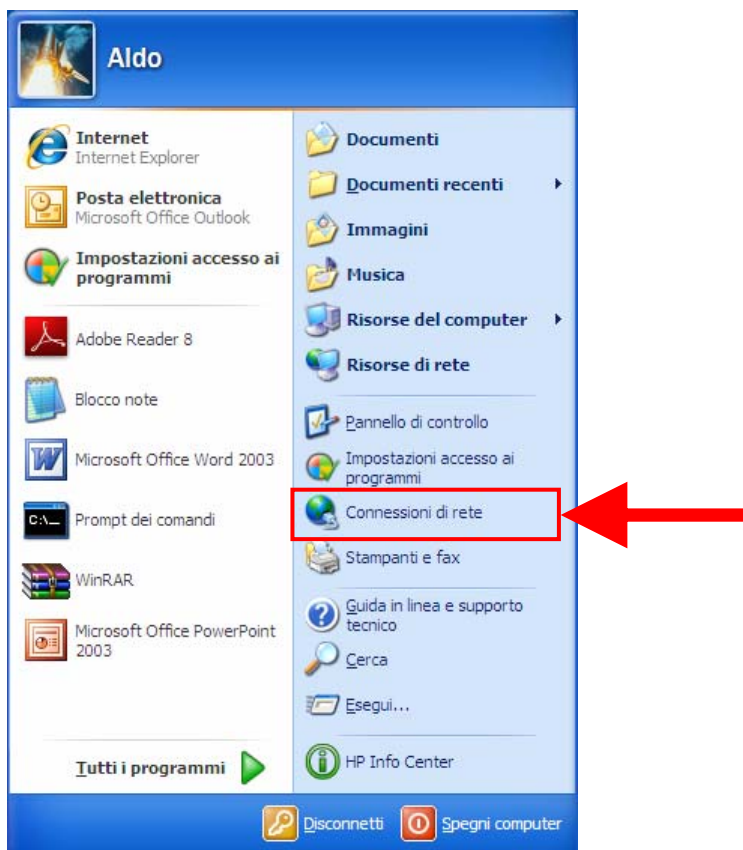 Aldo
Internet
Internet Explorer
Posta elettronica
Microsoft Office Outlook
Impostazioni accesso ai
programmi
Adobe Reader 8
Blocco note
Microsoft Office Word 2003
C:\_
Prompt dei comandi
WinRAR
Microsoft Office PowerPoint
2003
Tutti i programmi
Documenti
Documenti recenti
Immagini
Musica
Risorse del computer
Risorse di rete
Pannello di controllo
Impostazioni accesso ai
programmi
Connessioni di rete
Stampanti e fax
Guida in linea e supporto
tecnico
Cerca
Esegui...
HP Info Center
Disconnetti
Spegni computer